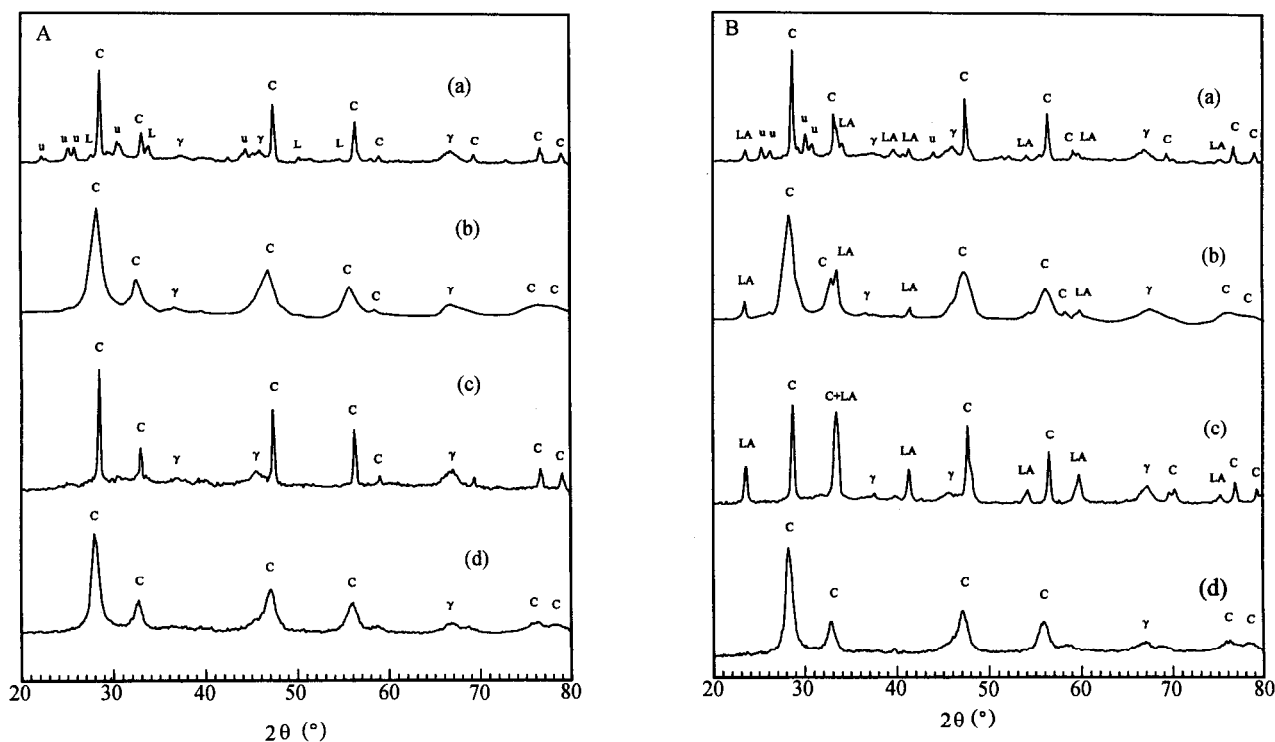 A
(a)
u u u L C u C L γ u γ C L L C C γ C C C
(b)
C C γ C C C γ C C
(c)
C C γ γ C C C γ C C
(d)
C C C C γ C C
20 30 40 50 60 70 80
2θ (°)
B
(a)
LA u u C u u C LA γ LA LA u γ C LA C C LA γ C LA C C
(b)
LA C C LA γ LA C C C LA γ C C
(c)
LA C C+LA γ LA γ C LA C LA γ C LA C C
(d)
C C C C γ C C
20 30 40 50 60 70 80
2θ (°)